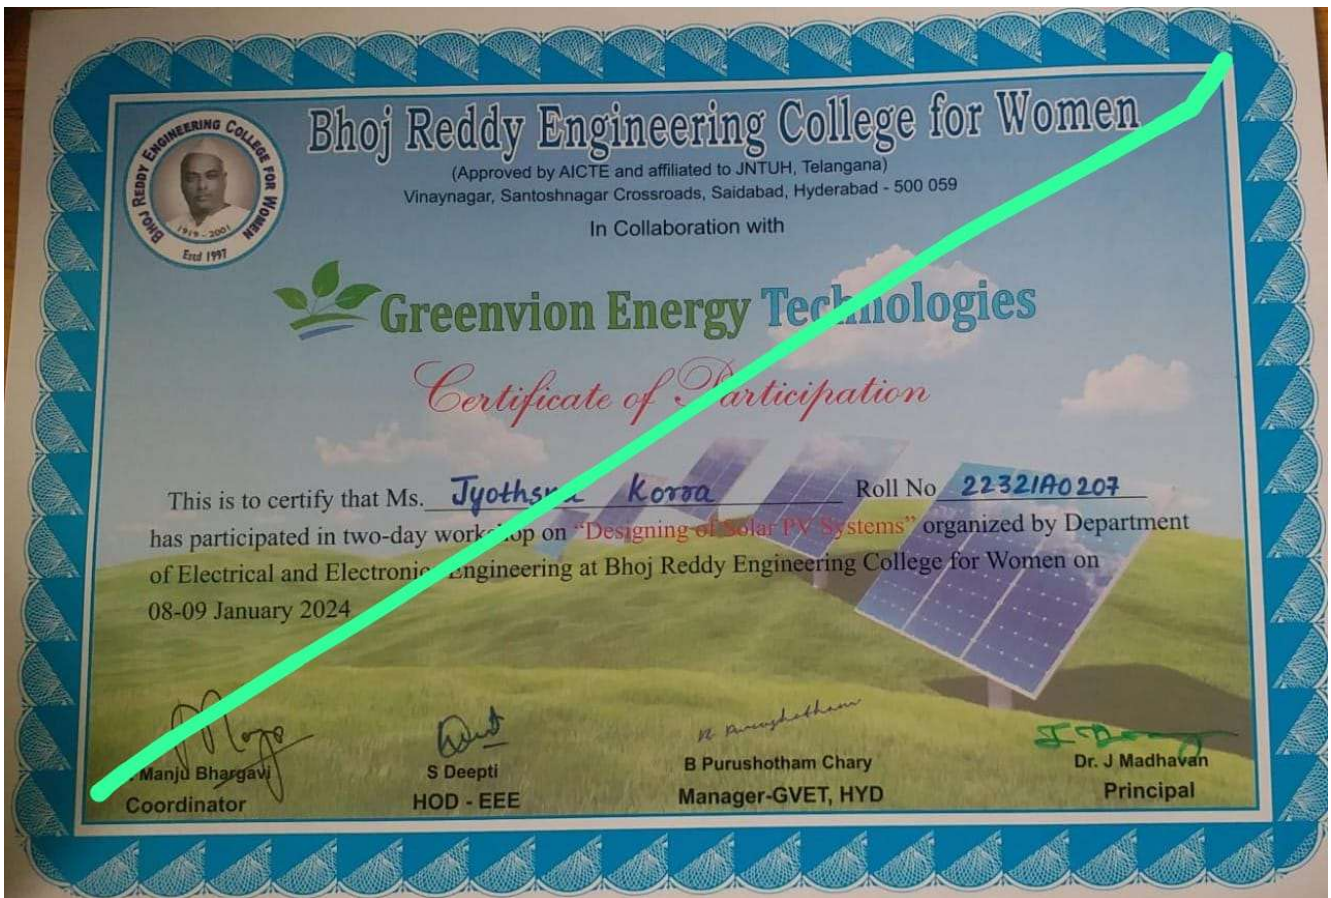 BHOJ REDDY ENGINEERING COLLEGE FOR WOMEN
1919 - 2001
Estd 1997
Bhoj Reddy Engineering College for Women
(Approved by AICTE and affiliated to JNTUH, Telangana)
Vinaynagar, Santoshnagar Crossroads, Saidabad, Hyderabad - 500 059
In Collaboration with
Greenvion Energy Technologies
Certificate of Participation
This is to certify that Ms. Jyothsna Korra Roll No 22321A0207
has participated in two-day workshop on "Designing of Solar PV Systems" organized by Department
of Electrical and Electronic Engineering at Bhoj Reddy Engineering College for Women on
08-09 January 2024
Manju Bhargavi
Coordinator
S Deepti
HOD - EEE
B Purushotham Chary
Manager-GVET, HYD
Dr. J Madhavan
Principal